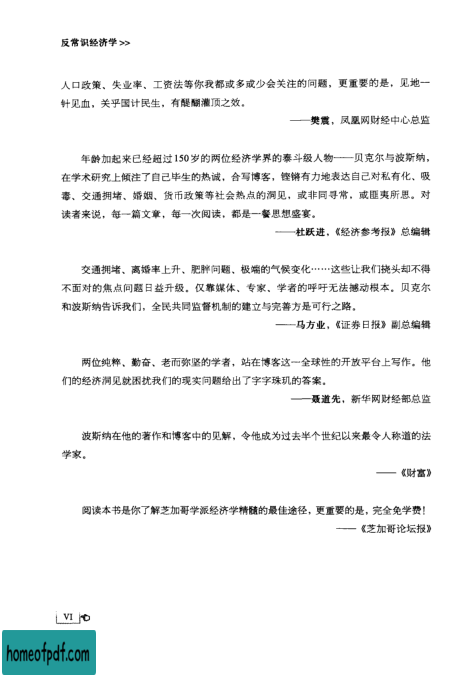 反常识经济学 >>
人口政策、失业率、工资法等你我都或多或少会关注的问题，更重要的是，见地一
针见血，关乎国计民生，有醍醐灌顶之效。
——樊震，凤凰网财经中心总监
年龄加起来已经超过150岁的两位经济学界的泰斗级人物——贝克尔与波斯纳，
在学术研究上倾注了自己毕生的热诚，合写博客，铿锵有力地表达自己对私有化、吸
毒、交通拥堵、婚姻、货币政策等社会热点的洞见，或非同寻常，或匪夷所思。对
读者来说，每一篇文章，每一次阅读，都是一餐思想盛宴。
——杜跃进，《经济参考报》总编辑
交通拥堵、离婚率上升、肥胖问题、极端的气候变化……这些让我们挠头却不得
不面对的焦点问题日益升级。仅靠媒体、专家、学者的呼吁无法撼动根本。贝克尔
和波斯纳告诉我们，全民共同监督机制的建立与完善方是可行之路。
——马方业，《证券日报》副总编辑
两位纯粹、勤奋、老而弥坚的学者，站在博客这一全球性的开放平台上写作。他
们的经济洞见就困扰我们的现实问题给出了字字珠玑的答案。
——聂道先，新华网财经部总监
波斯纳在他的著作和博客中的见解，令他成为过去半个世纪以来最令人称道的法
学家。
——《财富》
阅读本书是你了解芝加哥学派经济学精髓的最佳途径，更重要的是，完全免学费！
——《芝加哥论坛报》
VI
homeofpdf.com